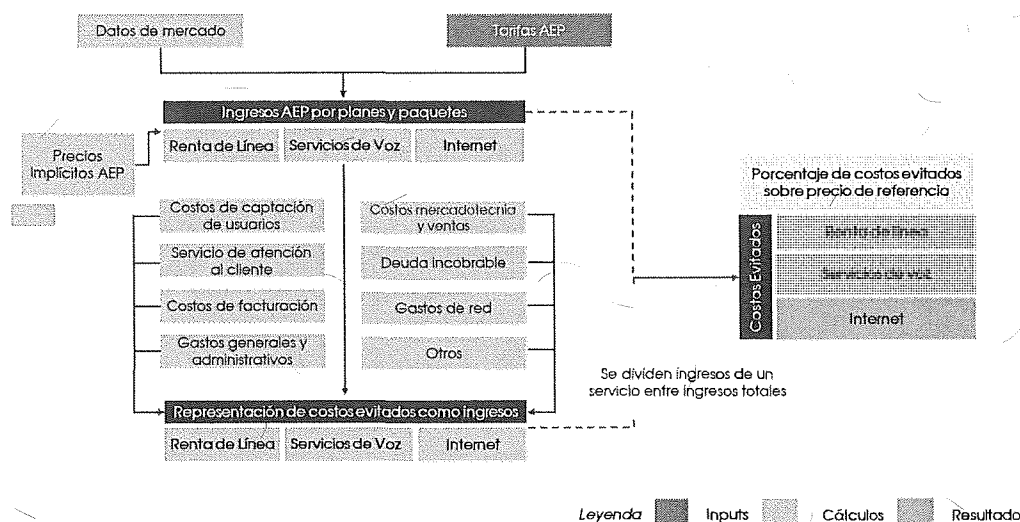 Datos de mercado
Tarifas AEP
Ingresos AEP por planes y paquetes
Renta de Línea
Servicios de Voz
Internet
Precios
Implícitos AEP
Costos de captación
de usuarios
Servicio de atención
al cliente
Costos de facturación
Gastos generales y
administrativos
Costos mercadotecnia
y ventas
Deuda incobrable
Gastos de red
Otros
Representación de costos evitados como ingresos
Renta de Línea
Servicios de Voz
Internet
Se dividen ingresos de un
servicio entre ingresos totales
Porcentaje de costos evitados
sobre precio de referencia
Costos Evitados
Renta de línea
Servicios de voz
Internet
Leyenda
Inputs
Cálculos
Resultado